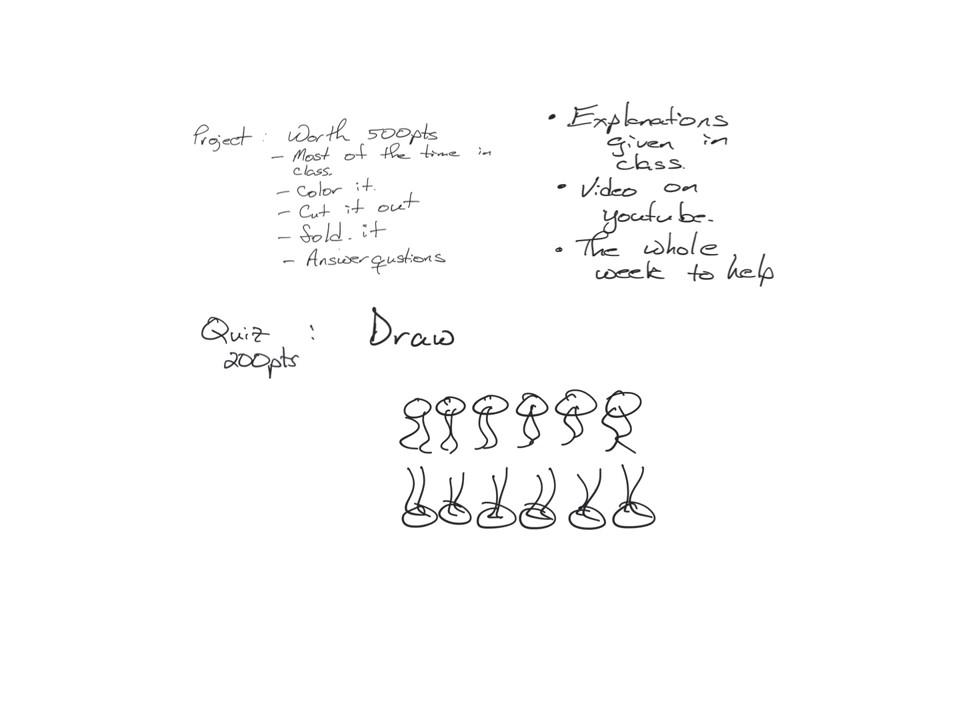 Project : Worth 500pts
- Most of the time in
class.
- Color it.
- Cut it out
- Sold. it
- Answer qustions
• Explanations
given in
class.
• Video on
youtube.
• The whole
week to help
Quiz : Draw
200pts